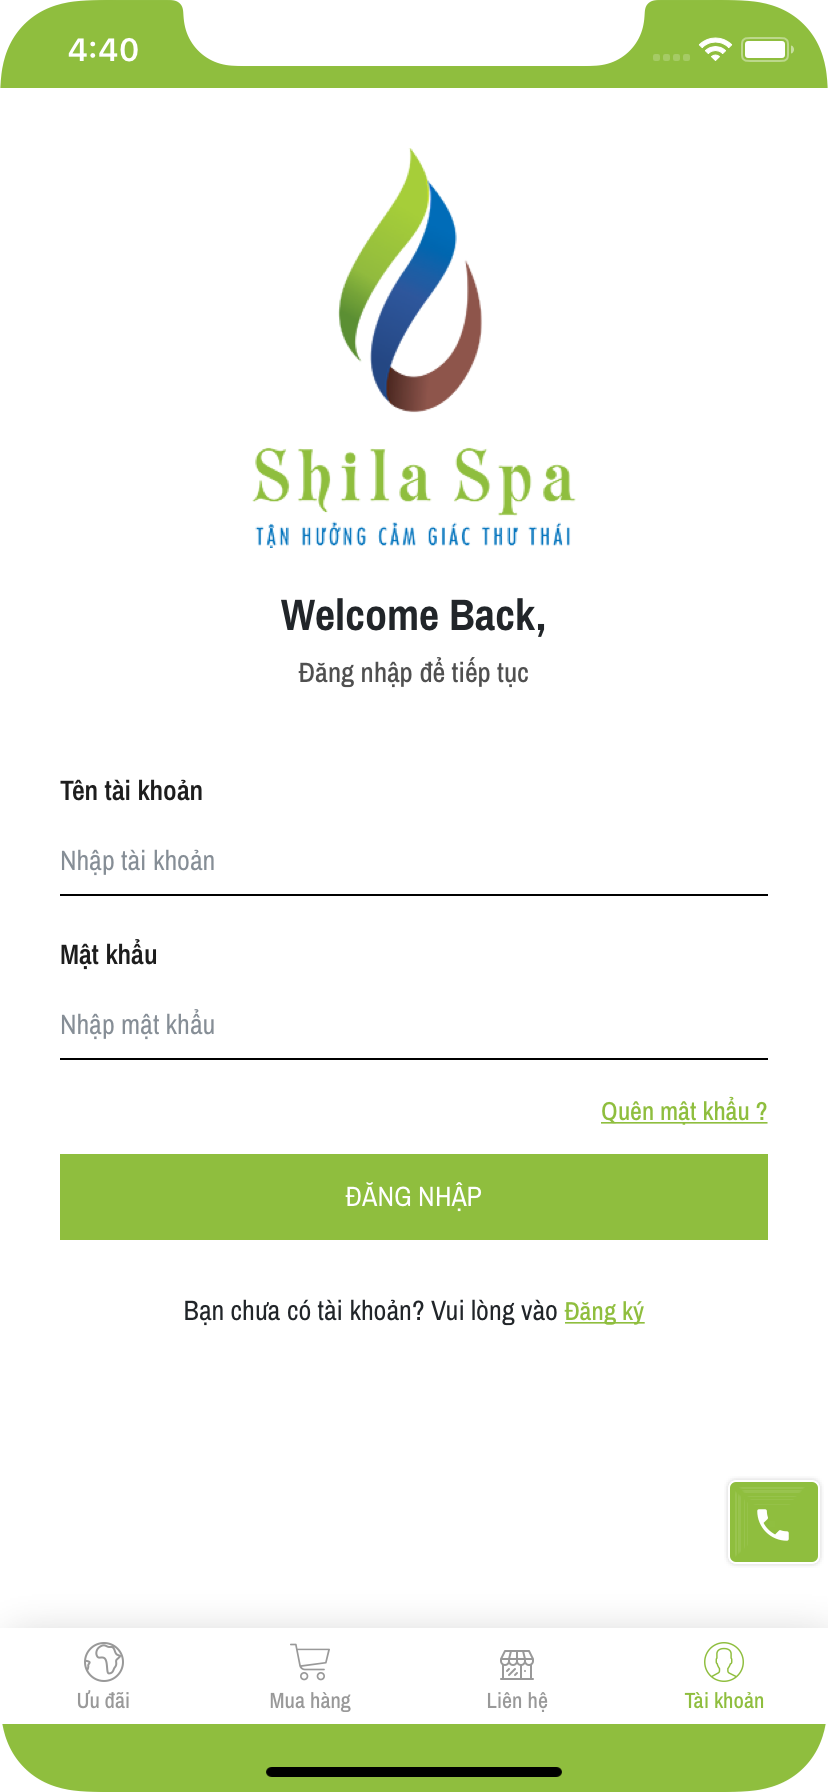 4:40
Shila Spa
TẬN HƯỞNG CẢM GIÁC THƯ THÁI
Welcome Back,
Đăng nhập để tiếp tục
Tên tài khoản
Nhập tài khoản
Mật khẩu
Nhập mật khẩu
Quên mật khẩu ?
ĐĂNG NHẬP
Bạn chưa có tài khoản? Vui lòng vào Đăng ký
Ưu đãi Mua hàng Liên hệ Tài khoản